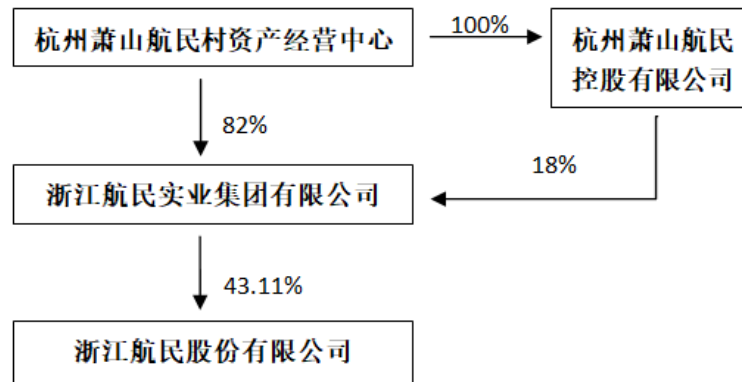 杭州萧山航民村资产经营中心
100%
杭州萧山航民
控股有限公司
82%
18%
浙江航民实业集团有限公司
43.11%
浙江航民股份有限公司